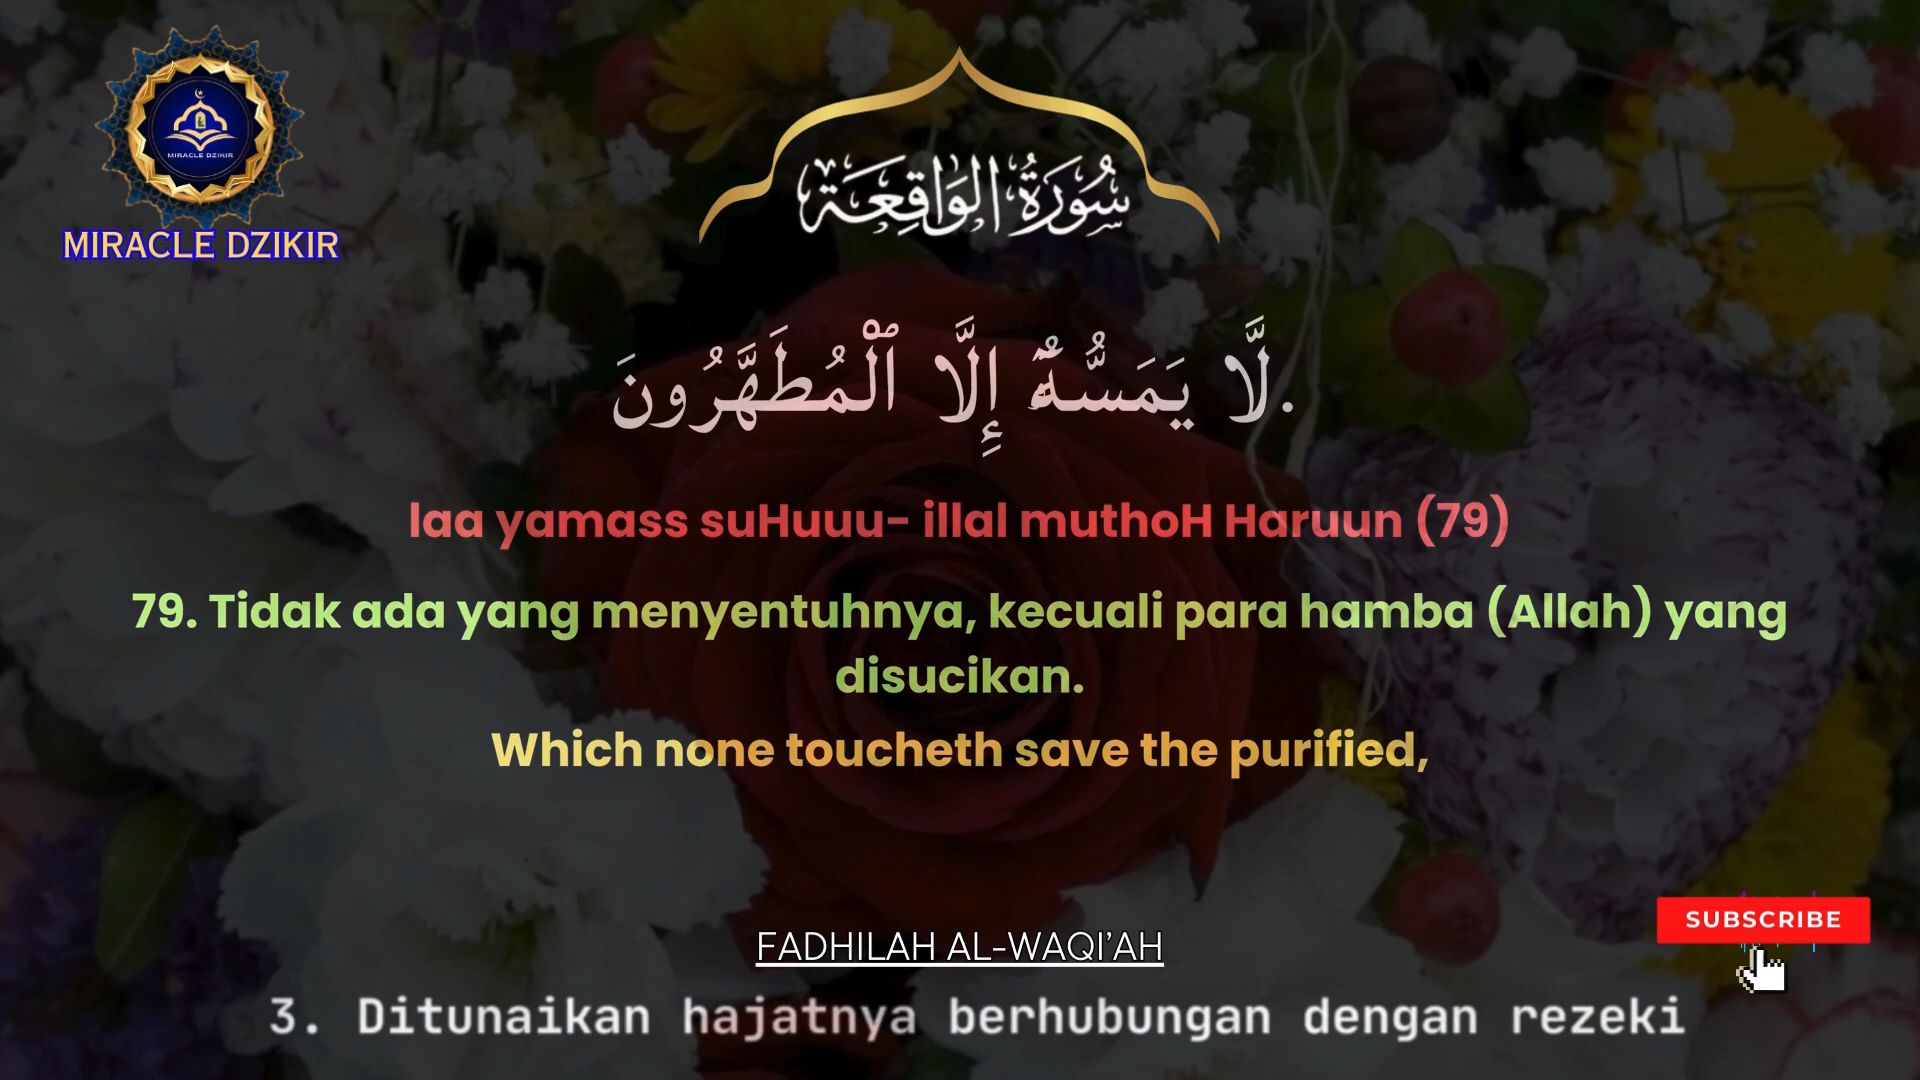 MIRACLE DZIKIR
MIRACLE DZIKIR
سُورَةُ الوَاقِعَة
لَّا يَمَسُّهُۥٓ إِلَّا ٱلْمُطَهَّرُونَ.
laa yamass suHuuu- illal muthoH Haruun (79)
79. Tidak ada yang menyentuhnya, kecuali para hamba (Allah) yang
disucikan.
Which none toucheth save the purified,
SUBSCRIBE
FADHILAH AL-WAQI'AH
3. Ditunaikan hajatnya berhubungan dengan rezeki